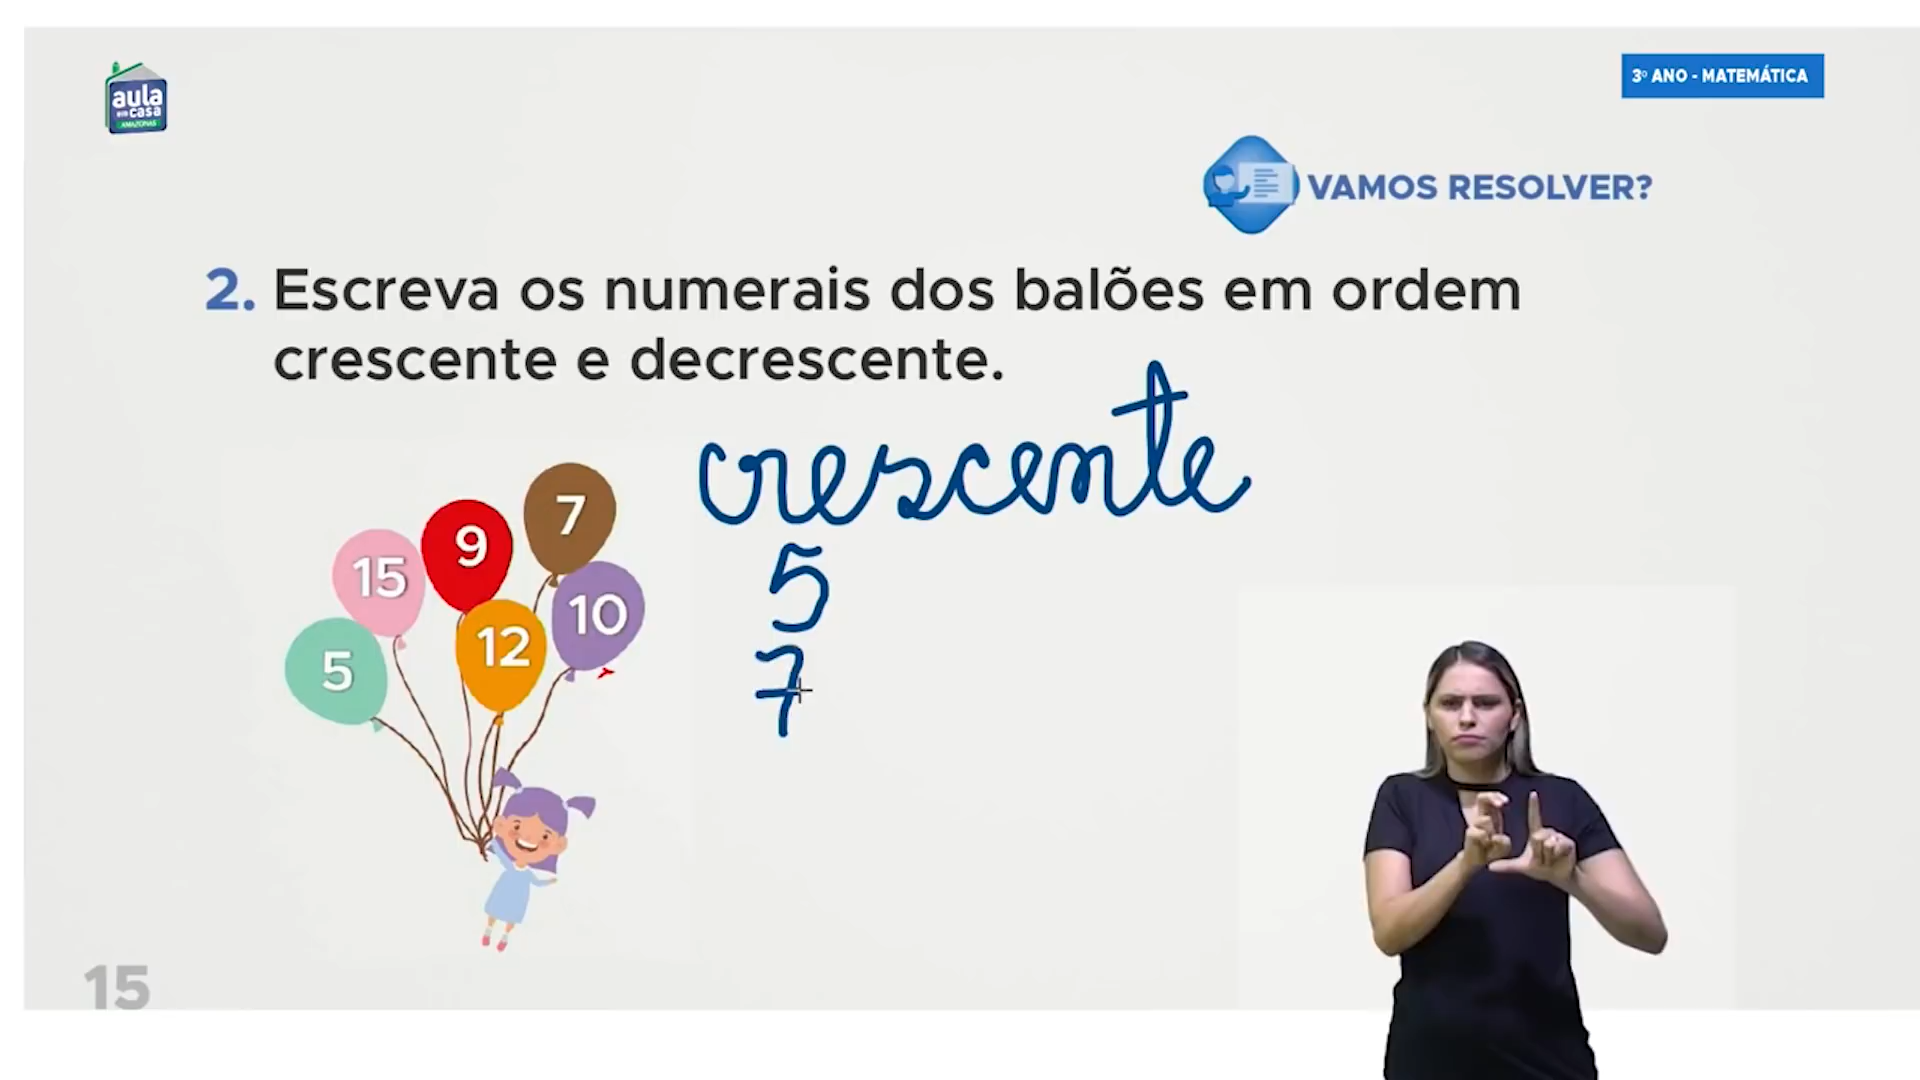 aula
em casa
AMAZONAS
3º ANO - MATEMÁTICA
VAMOS RESOLVER?
2. Escreva os numerais dos balões em ordem
crescente e decrescente.
crescente
7
9
15
10
12
5
5
7
15